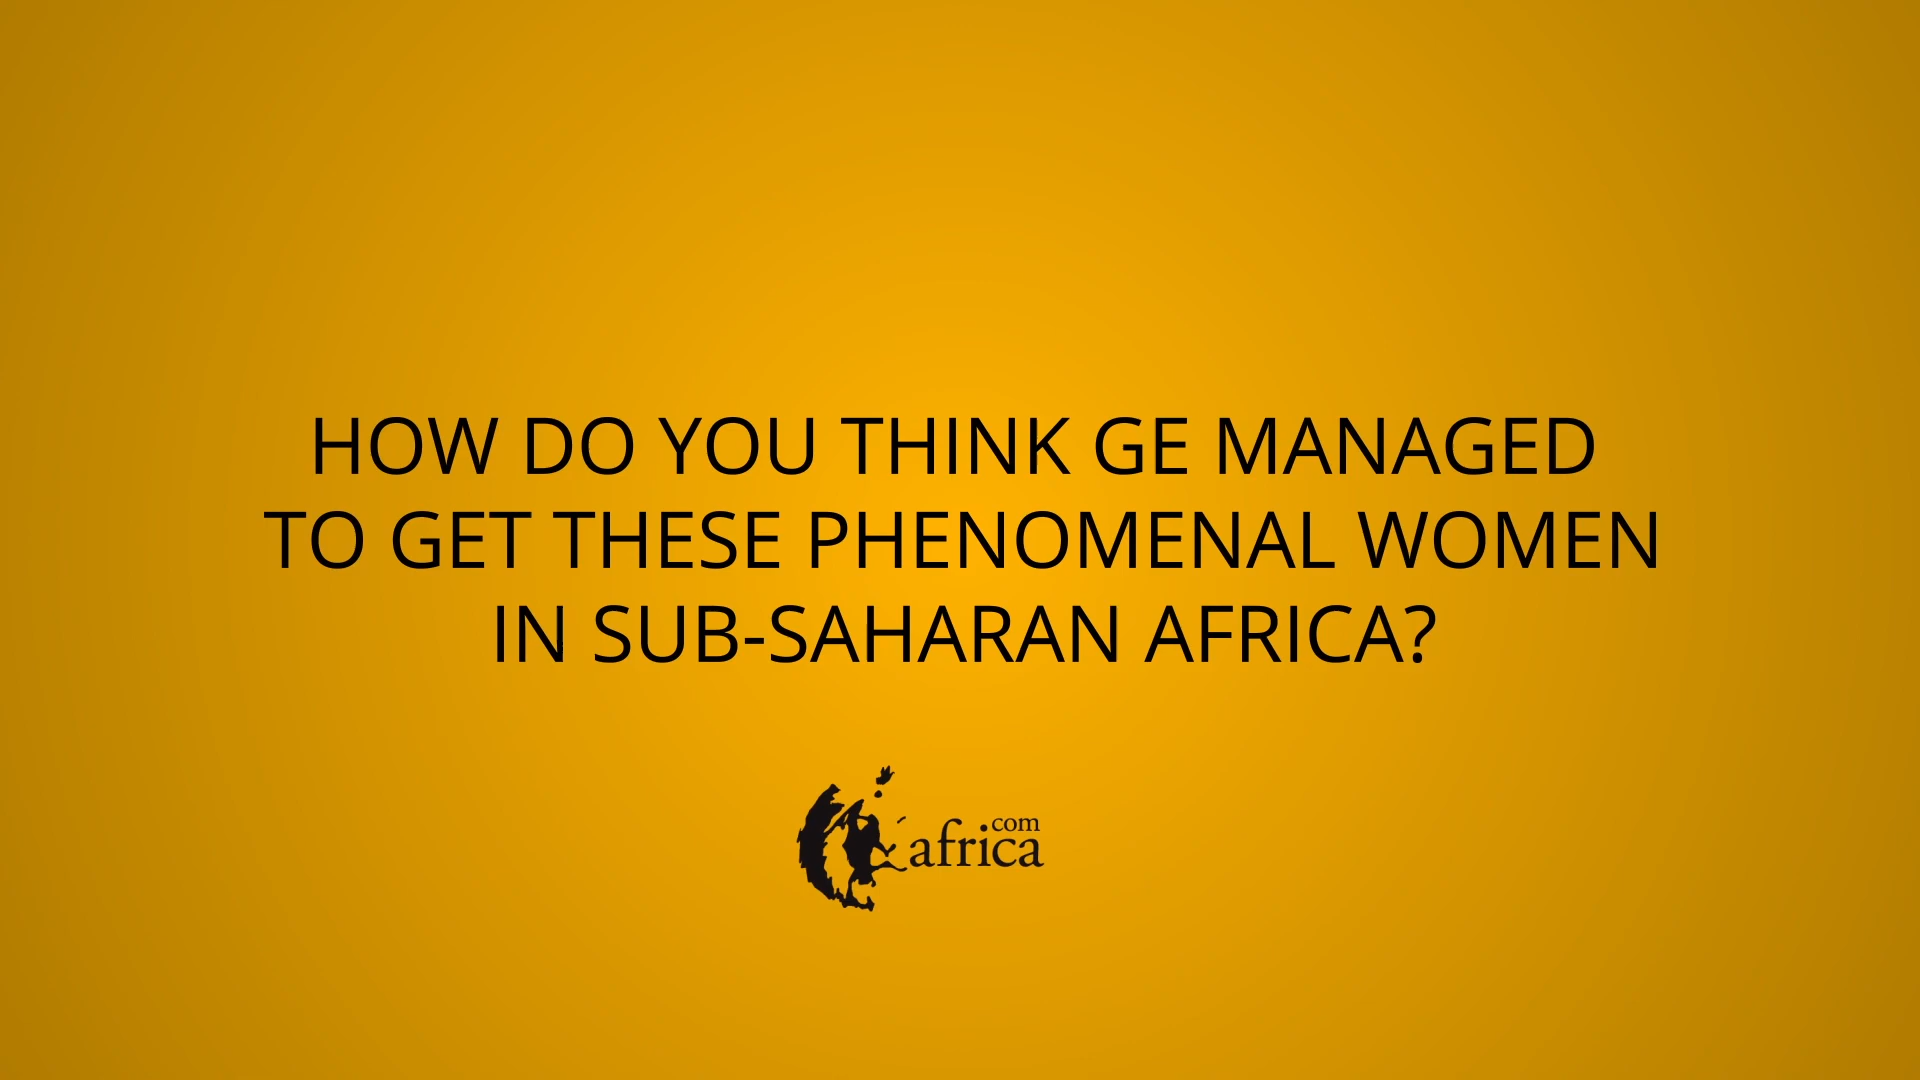 HOW DO YOU THINK GE MANAGED
TO GET THESE PHENOMENAL WOMEN
IN SUB-SAHARAN AFRICA?
africa
com